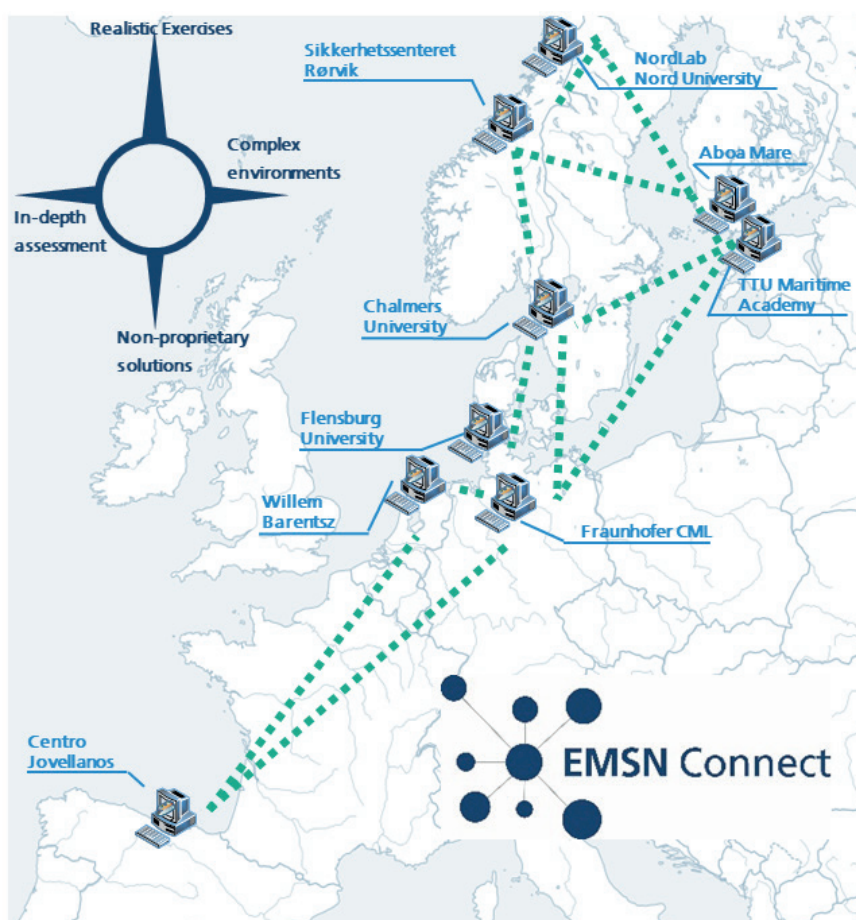 Realistic Exercises
Sikkerhetssenteret
Rørvik
NordLab
Nord University
Complex
environments
Aboa Mare
In-depth
assessment
TTU Maritime
Academy
Chalmers
University
Non-proprietary
solutions
Flensburg
University
Willem
Barentsz
Fraunhofer CML
Centro
Jovellanos
EMSN Connect